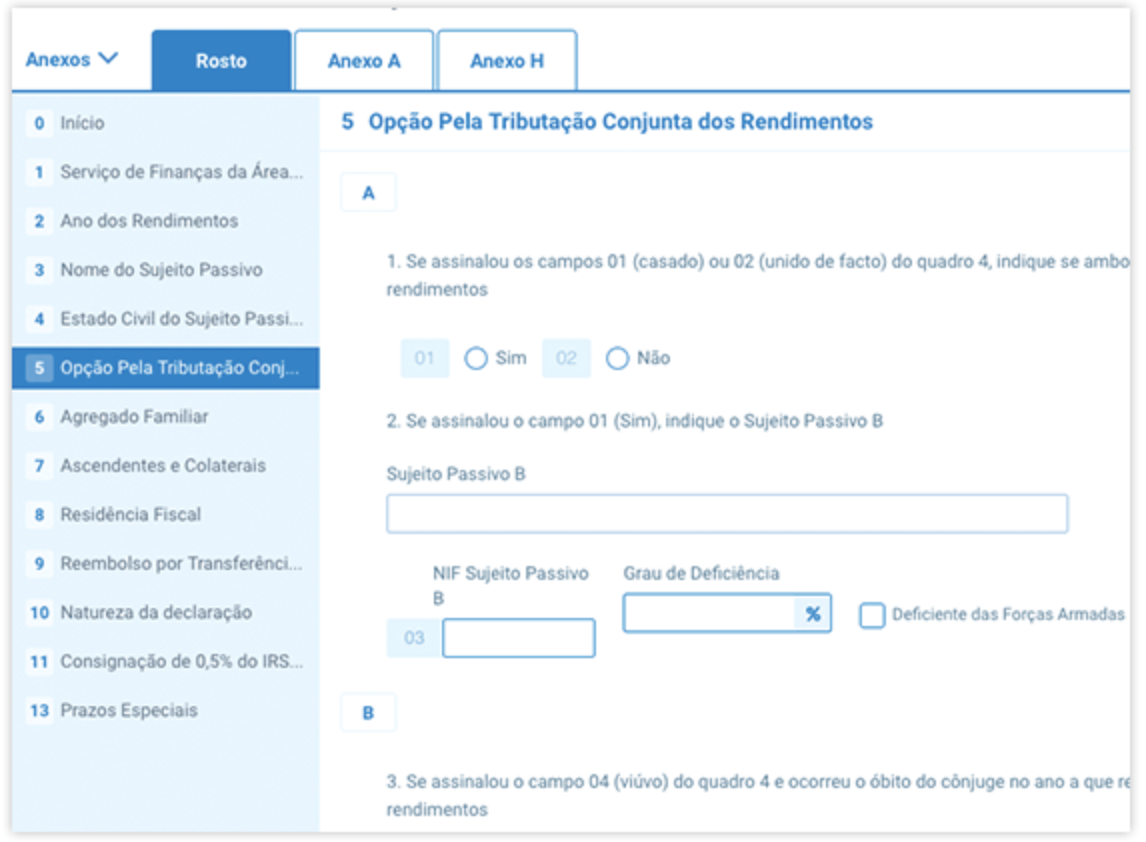 Anexos
Rosto
Anexo A
Anexo H
0 Início
1 Serviço de Finanças da Área...
2 Ano dos Rendimentos
3 Nome do Sujeito Passivo
4 Estado Civil do Sujeito Passi...
5 Opção Pela Tributação Conj...
6 Agregado Familiar
7 Ascendentes e Colaterais
8 Residência Fiscal
9 Reembolso por Transferênci...
10 Natureza da declaração
11 Consignação de 0,5% do IRS...
13 Prazos Especiais
5 Opção Pela Tributação Conjunta dos Rendimentos
A
1. Se assinalou os campos 01 (casado) ou 02 (unido de facto) do quadro 4, indique se ambo
rendimentos
01 Sim 02 Não
2. Se assinalou o campo 01 (Sim), indique o Sujeito Passivo B
Sujeito Passivo B
NIF Sujeito Passivo
B
03
Grau de Deficiência
%
Deficiente das Forças Armadas
B
3. Se assinalou o campo 04 (viúvo) do quadro 4 e ocorreu o óbito do cônjuge no ano a que re
rendimentos